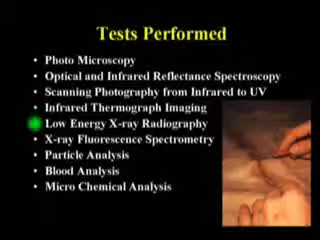 Tests Performed
• Photo Microscopy
• Optical and Infrared Reflectance Spectroscopy
• Scanning Photography from Infrared to UV
• Infrared Thermograph Imaging
• Low Energy X-ray Radiography
• X-ray Fluorescence Spectrometry
• Particle Analysis
• Blood Analysis
• Micro Chemical Analysis